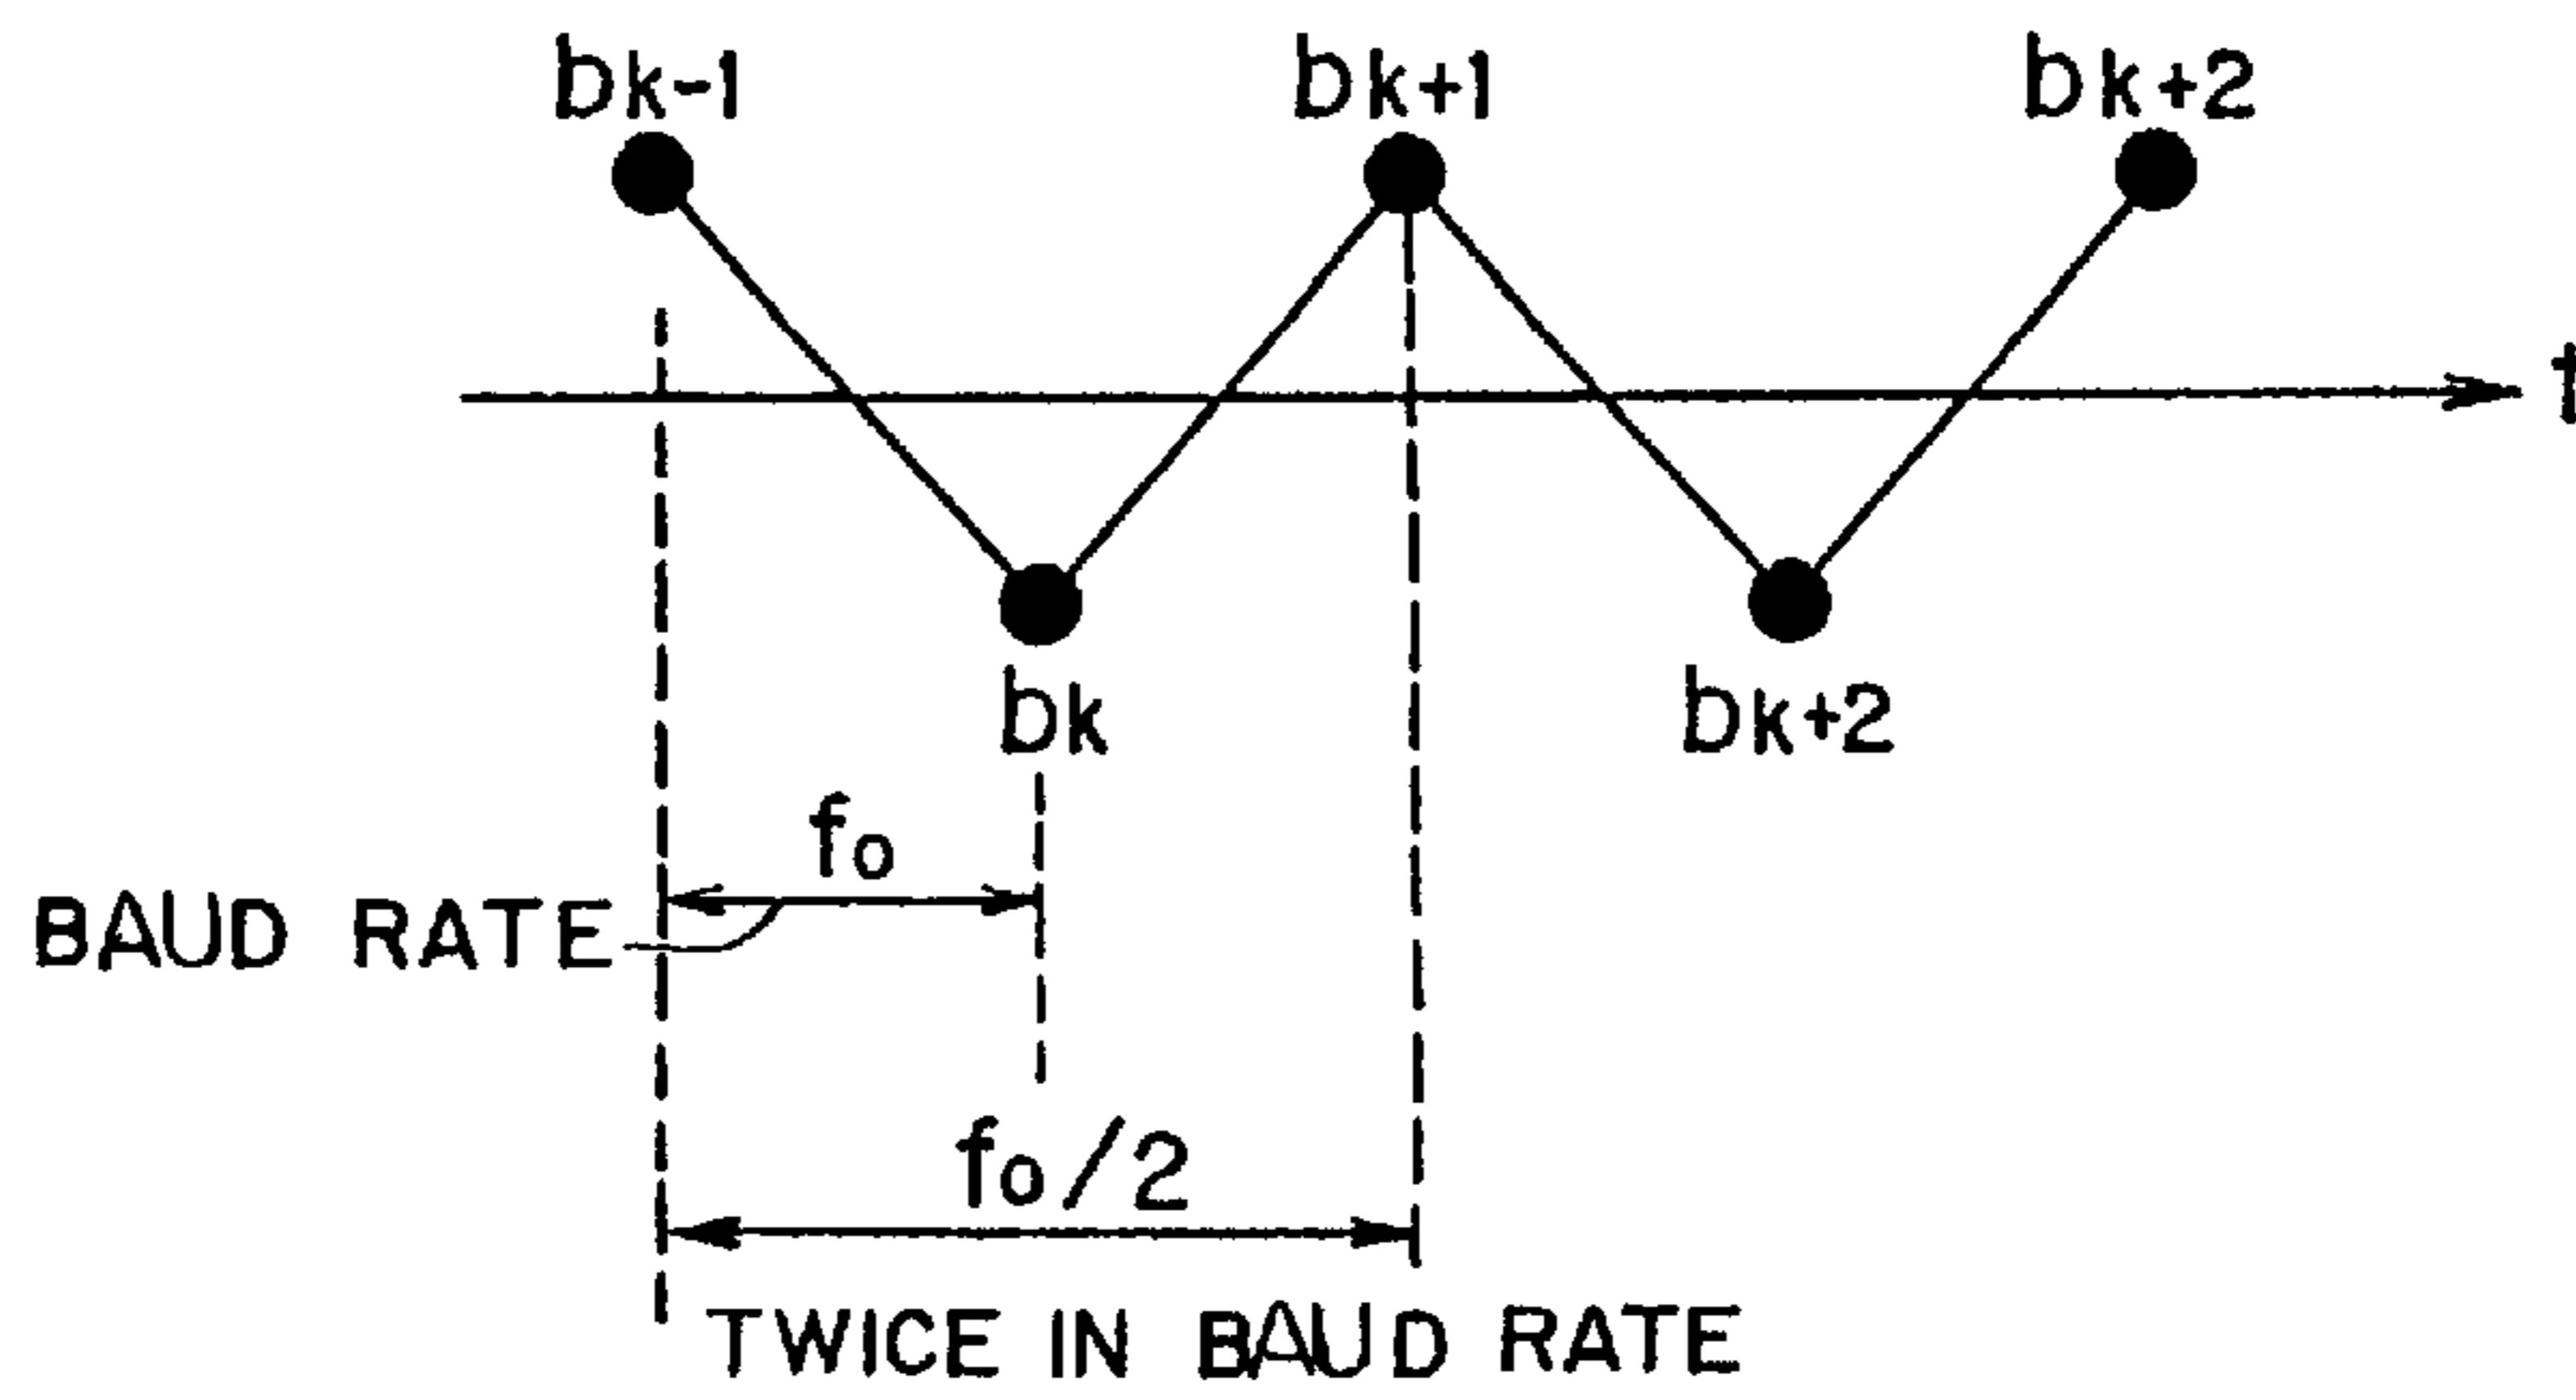 bk-1 bk+1 bk+2
t
bk bk+2
fo
BAUD RATE
fo/2
TWICE IN BAUD RATE